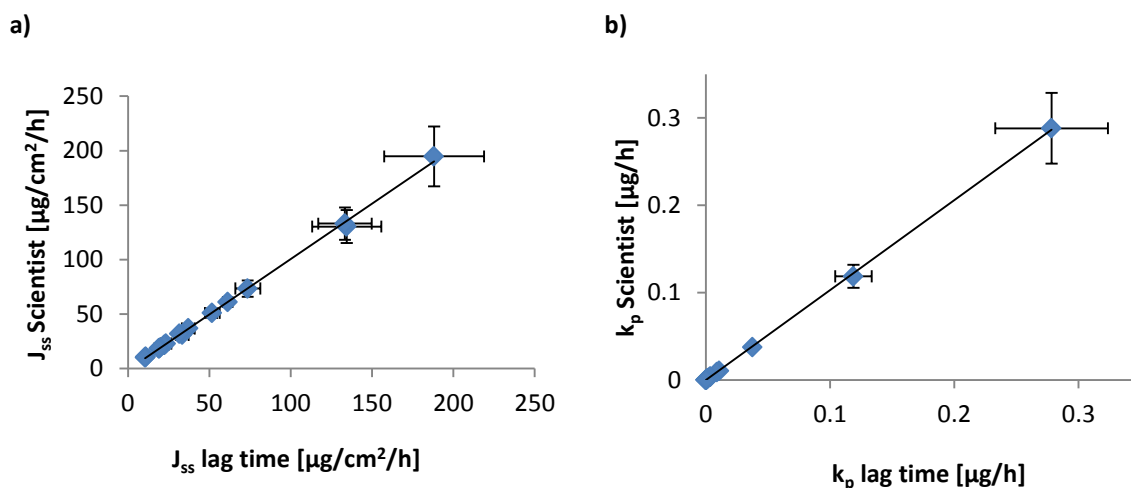 a)
250
200
150
100
50
0
0 50 100 150 200 250
J_ss Scientist [µg/cm²/h]
J_ss lag time [µg/cm²/h]
b)
0.3
0.2
0.1
0
0 0.1 0.2 0.3
k_p Scientist [µg/h]
k_p lag time [µg/h]